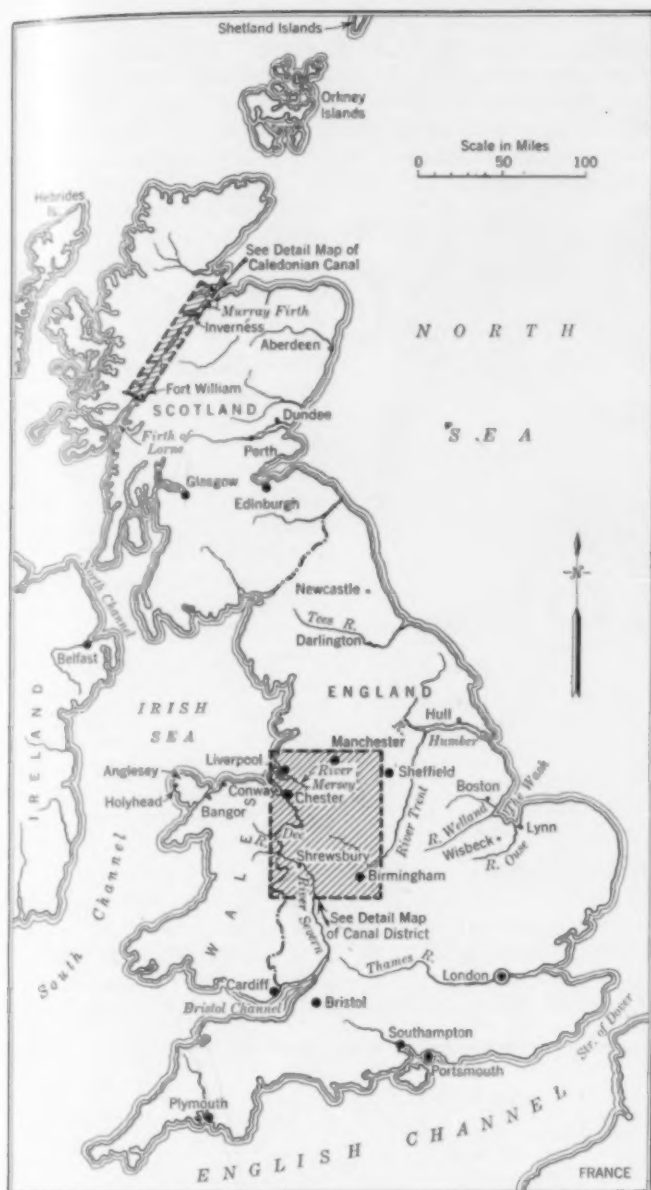 Shetland Islands
Orkney
Islands
Scale in Miles
0 50 100
Hebrides
Is.
See Detail Map of
Caledonian Canal
Murray Firth
Inverness
Aberdeen
NORTH
SEA
Fort William
SCOTLAND
Dundee
Firth of
Lorne
Perth
Glasgow
Edinburgh
N
North Channel
Newcastle
Tees R.
Darlington
Belfast
IRELAND
ENGLAND
IRISH
SEA
Hull
Humber
Manchester
Liverpool
River
Mersey
Sheffield
Anglesey
Conway
Chester
Holyhead
Bangor
Boston
The Wash
R. Welland
Lynn
Wisbeck
R. Ouse
River Trent
R. Dee
Shrewsbury
Birmingham
WALES
South Channel
River Severn
See Detail Map
of Canal District
Thames R.
London
Cardiff
Bristol Channel
Bristol
Southampton
Portsmouth
Str. of Dover
Plymouth
ENGLISH CHANNEL
FRANCE